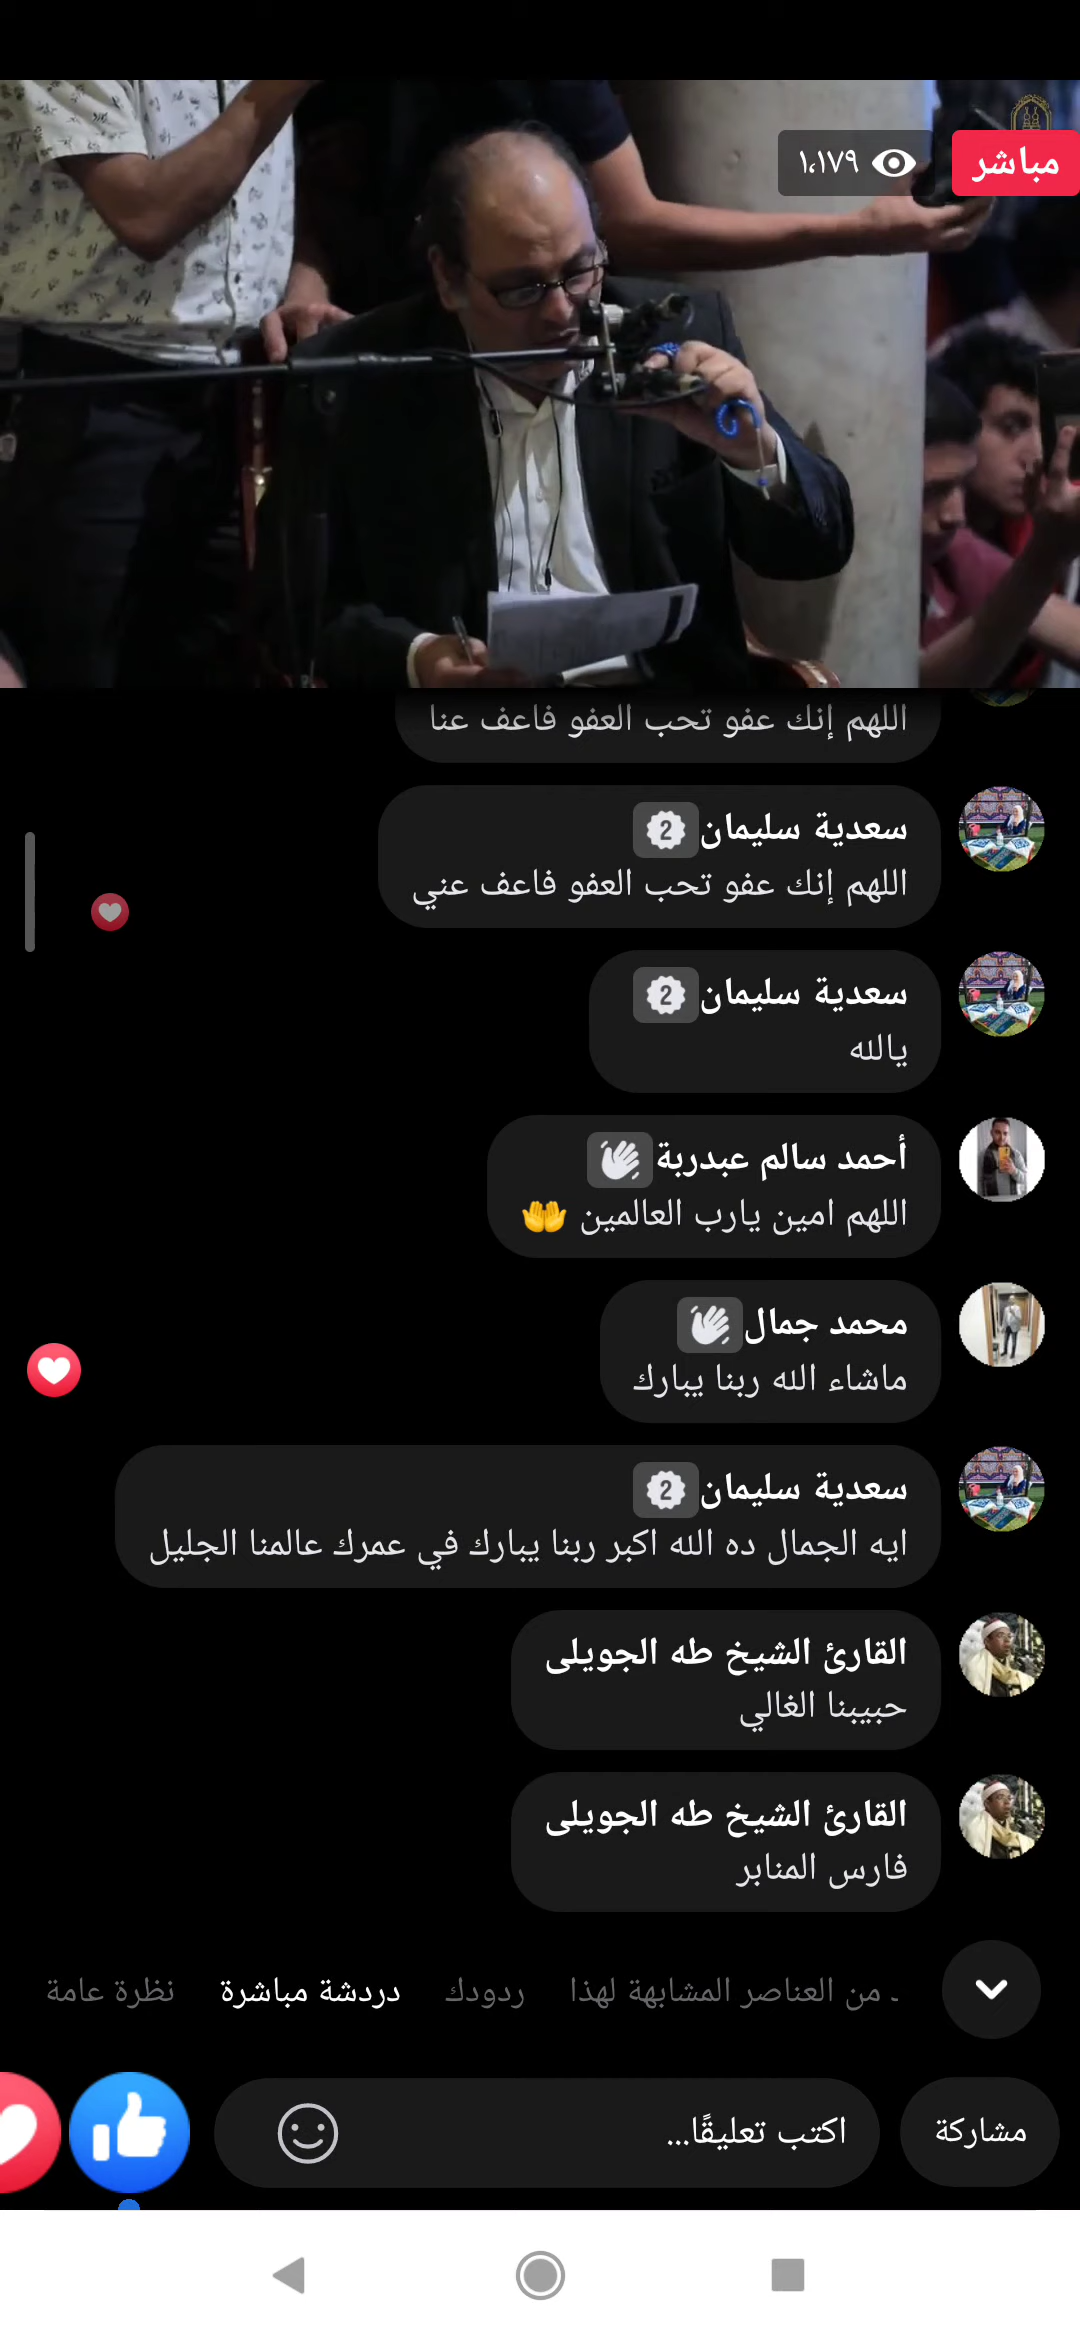 مباشر
١،١٧٩
اللهم إنك عفو تحب العفو فاعف عنا
سعدية سليمان 2
اللهم إنك عفو تحب العفو فاعف عني
سعدية سليمان 2
يالله
أحمد سالم عبدربة
اللهم امين يارب العالمين 🤲
محمد جمال
ماشاء الله ربنا يبارك
سعدية سليمان 2
ايه الجمال ده الله اكبر ربنا يبارك في عمرك عالمنا الجليل
القارئ الشيخ طه الجويلى
حبيبنا الغالي
القارئ الشيخ طه الجويلى
فارس المنابر
من العناصر المشابهة لهذا ردودك دردشة مباشرة نظرة عامة
مشاركة
اكتب تعليقًا...